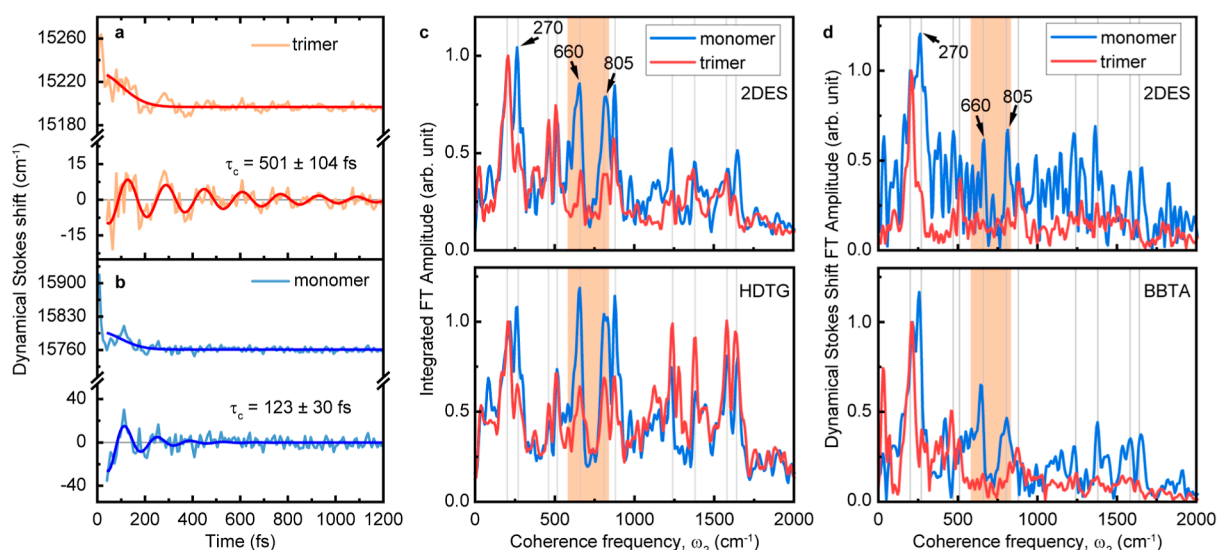 a
trimer
15260
15220
15180
τc = 501 ± 104 fs
15
0
-15
b
monomer
15900
15830
15760
τc = 123 ± 30 fs
40
0
-40
0 200 400 600 800 1000 1200
Time (fs)
Dynamical Stokes shift (cm-1)
c
270
660
805
monomer
trimer
2DES
1.0
0.5
0.0
HDTG
1.0
0.5
0.0
0 500 1000 1500 2000
Coherence frequency, ω2 (cm-1)
Integrated FT Amplitude (arb. unit)
d
270
660
805
monomer
trimer
2DES
1.0
0.5
0.0
BBTA
1.0
0.5
0.0
0 500 1000 1500 2000
Coherence frequency, ω2 (cm-1)
Dynamical Stokes Shift FT Amplitude (arb. unit)